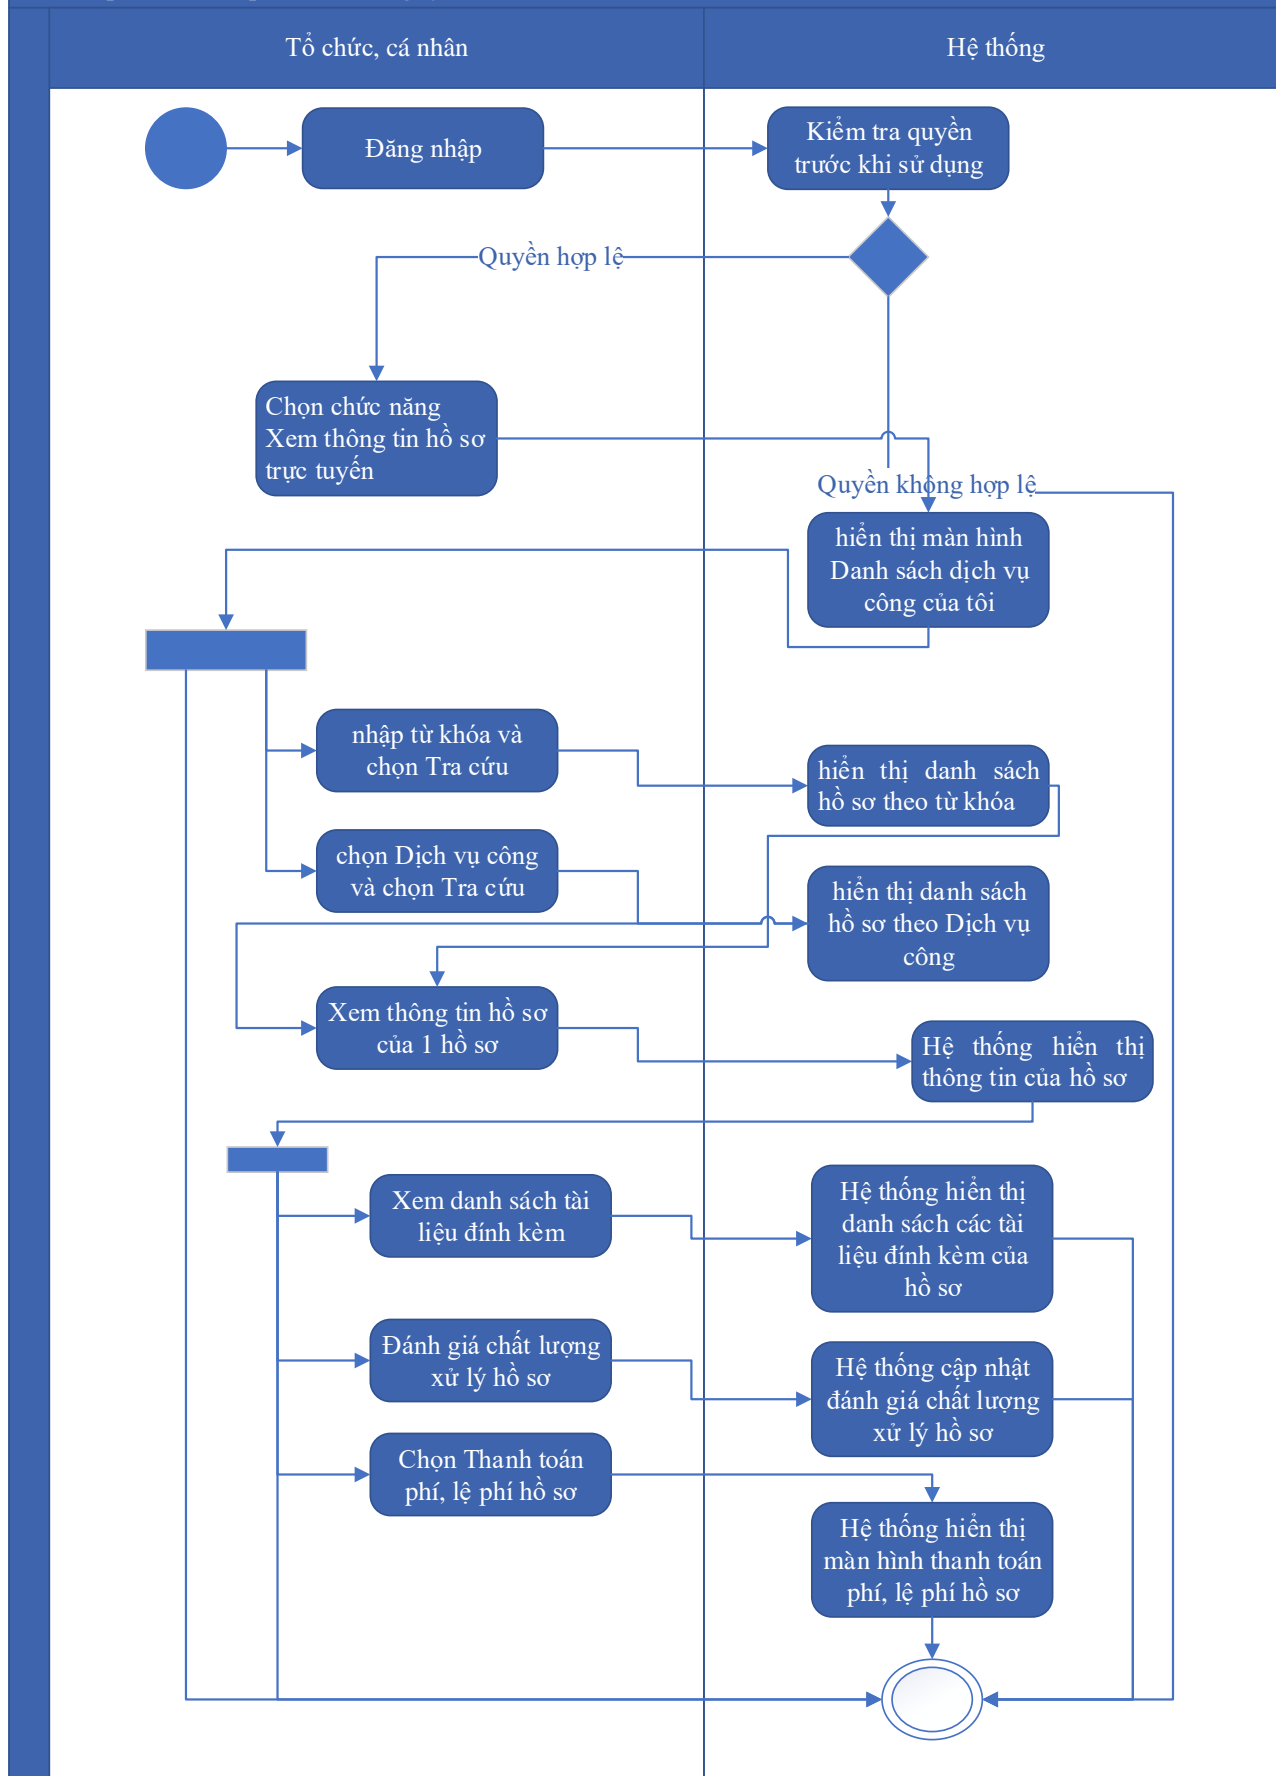 Tổ chức, cá nhân
Hệ thống
Đăng nhập
Kiểm tra quyền
trước khi sử dụng
Quyền hợp lệ
Chọn chức năng
Xem thông tin hồ sơ
trực tuyến
Quyền không hợp lệ
hiển thị màn hình
Danh sách dịch vụ
công của tôi
nhập từ khóa và
chọn Tra cứu
hiển thị danh sách
hồ sơ theo từ khóa
chọn Dịch vụ công
và chọn Tra cứu
hiển thị danh sách
hồ sơ theo Dịch vụ
công
Xem thông tin hồ sơ
của 1 hồ sơ
Hệ thống hiển thị
thông tin của hồ sơ
Xem danh sách tài
liệu đính kèm
Hệ thống hiển thị
danh sách các tài
liệu đính kèm của
hồ sơ
Đánh giá chất lượng
xử lý hồ sơ
Hệ thống cập nhật
đánh giá chất lượng
xử lý hồ sơ
Chọn Thanh toán
phí, lệ phí hồ sơ
Hệ thống hiển thị
màn hình thanh toán
phí, lệ phí hồ sơ